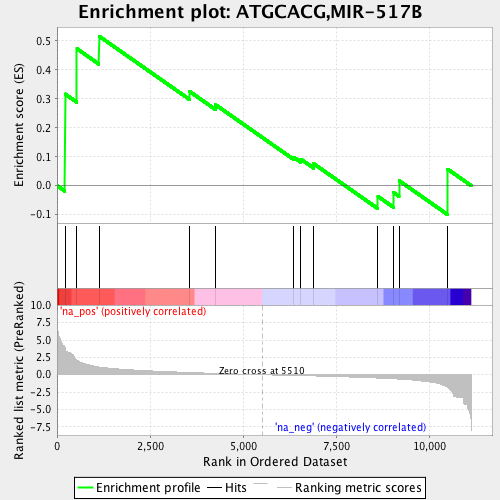 Enrichment plot: ATGCACG,MIR-517B
Enrichment score (ES)
0.5
0.4
0.3
0.2
0.1
0.0
-0.1
'na_pos' (positively correlated)
Ranked list metric (PreRanked)
10.0
7.5
5.0
2.5
0.0
-2.5
-5.0
-7.5
Zero cross at 5510
'na_neg' (negatively correlated)
0 2,500 5,000 7,500 10,000
Rank in Ordered Dataset
Enrichment profile Hits Ranking metric scores